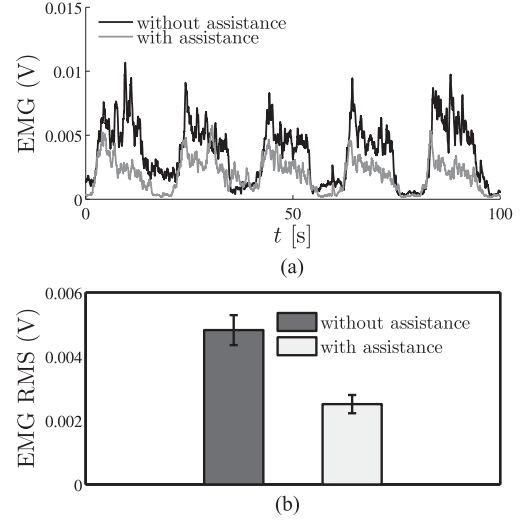 0.015
without assistance
with assistance
0.01
EMG (V)
0.005
0
0
50
100
t [s]
(a)
0.006
without assistance
with assistance
0.004
EMG RMS (V)
0.002
0
(b)